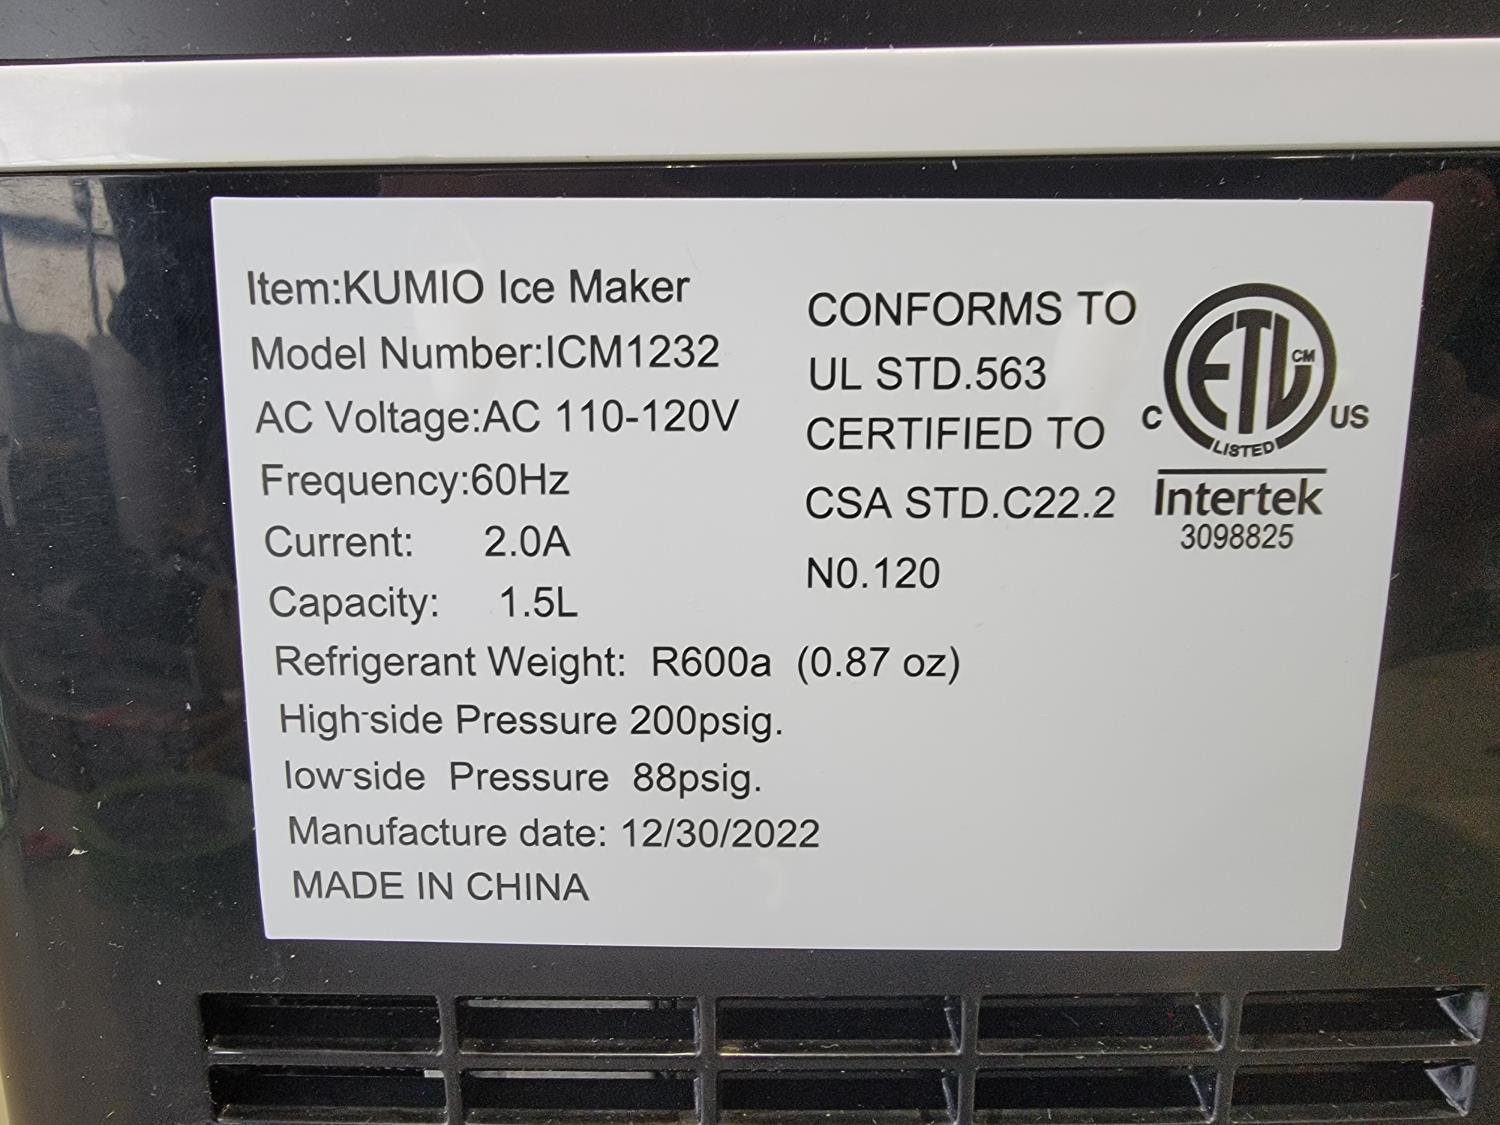 Item:KUMIO Ice Maker
Model Number:ICM1232
AC Voltage:AC 110-120V
Frequency:60Hz
Current: 2.0A
Capacity: 1.5L
Refrigerant Weight: R600a (0.87 oz)
High-side Pressure 200psig.
low-side Pressure 88psig.
Manufacture date: 12/30/2022
MADE IN CHINA
CONFORMS TO
UL STD.563
CERTIFIED TO
CSA STD.C22.2
N0.120
ETL CM
C US
LISTED
Intertek
3098825